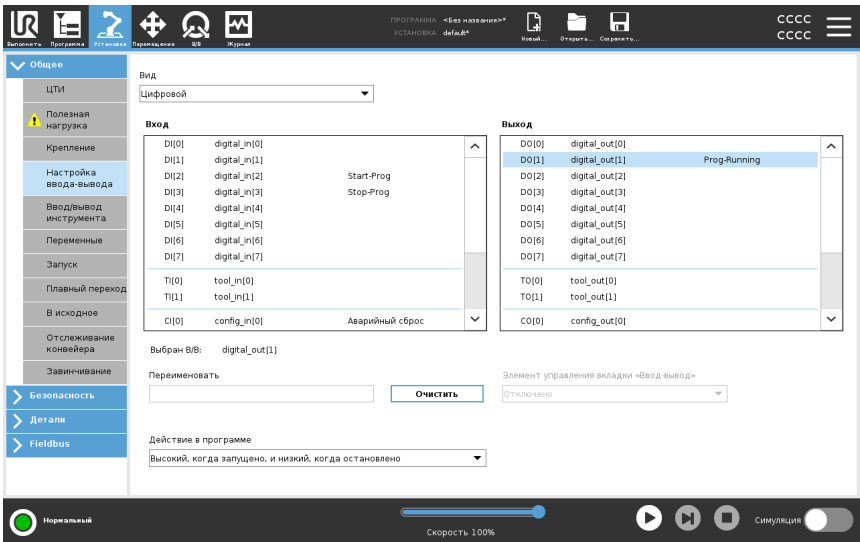 UR
ПРОГРАММА <Без названия>*
УСТАНОВКА default*
CCCC
CCCC
Выполнить Программа Установка Перемещение В/В Журнал Новый... Открыть... Сохранить...
Общее
ЦТИ
Полезная
нагрузка
Крепление
Настройка
ввода-вывода
Ввод/вывод
инструмента
Переменные
Запуск
Плавный переход
В исходное
Отслеживание
конвейера
Завинчивание
Безопасность
Детали
Fieldbus
Вид
Цифровой
Вход
DI[0] digital_in[0]
DI[1] digital_in[1]
DI[2] digital_in[2] Start-Prog
DI[3] digital_in[3] Stop-Prog
DI[4] digital_in[4]
DI[5] digital_in[5]
DI[6] digital_in[6]
DI[7] digital_in[7]
TI[0] tool_in[0]
TI[1] tool_in[1]
CI[0] config_in[0] Аварийный сброс
Выход
DO[0] digital_out[0]
DO[1] digital_out[1] Prog-Running
DO[2] digital_out[2]
DO[3] digital_out[3]
DO[4] digital_out[4]
DO[5] digital_out[5]
DO[6] digital_out[6]
DO[7] digital_out[7]
TO[0] tool_out[0]
TO[1] tool_out[1]
CO[0] config_out[0]
Выбран В/В: digital_out[1]
Переименовать
Очистить
Элемент управления вкладки «Ввод-вывод»
Отключено
Действие в программе
Высокий, когда запущено, и низкий, когда остановлено
Нормальный
Скорость 100%
Симуляция